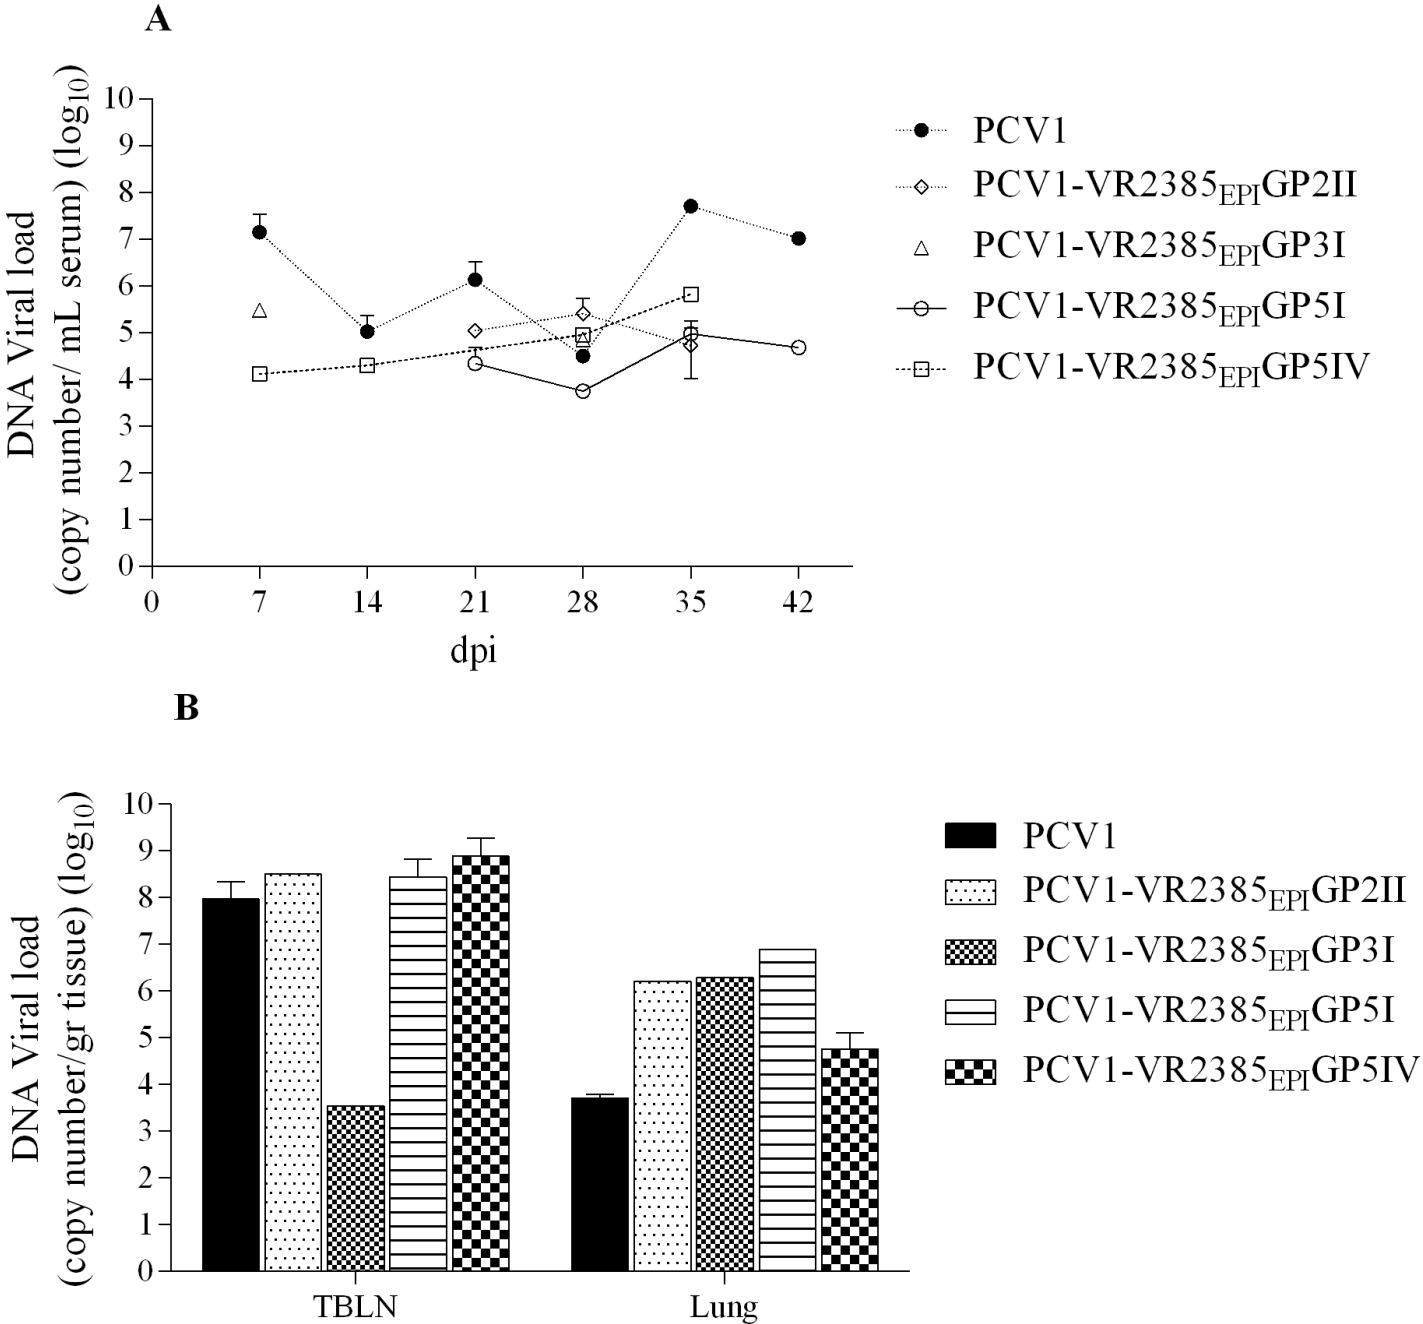 A
DNA Viral load
(copy number/ mL serum) (log10)
10
9
8
7
6
5
4
3
2
1
0
0 7 14 21 28 35 42
dpi
PCV1
PCV1-VR2385EPIGP2II
PCV1-VR2385EPIGP3I
PCV1-VR2385EPIGP5I
PCV1-VR2385EPIGP5IV
B
DNA Viral load
(copy number/gr tissue) (log10)
10
9
8
7
6
5
4
3
2
1
0
TBLN Lung
PCV1
PCV1-VR2385EPIGP2II
PCV1-VR2385EPIGP3I
PCV1-VR2385EPIGP5I
PCV1-VR2385EPIGP5IV